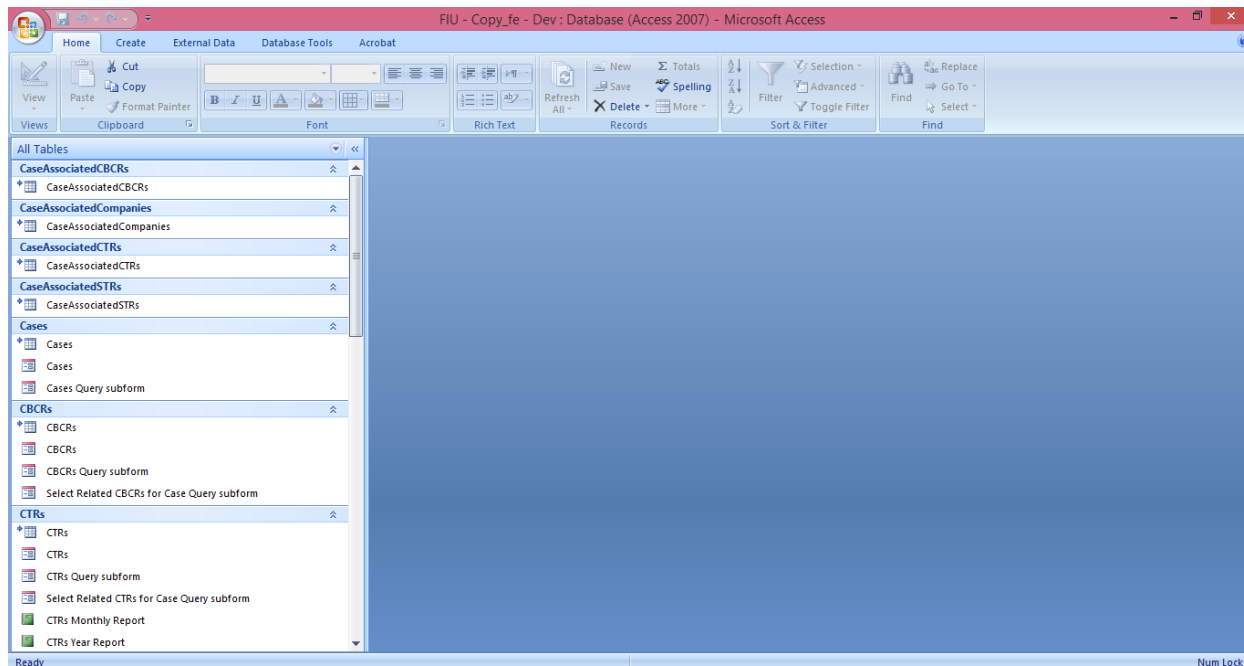 FIU - Copy_fe - Dev : Database (Access 2007) - Microsoft Access
Home Create External Data Database Tools Acrobat
View
Views
Paste
Cut
Copy
Format Painter
Clipboard
B I U A
Font
Rich Text
Refresh All
New
Save
Delete
Totals
Spelling
More
Records
Filter
Selection
Advanced
Toggle Filter
Sort & Filter
Find
Replace
Go To
Select
Find
All Tables
CaseAssociatedCBCRs
CaseAssociatedCBCRs
CaseAssociatedCompanies
CaseAssociatedCompanies
CaseAssociatedCTRs
CaseAssociatedCTRs
CaseAssociatedSTRs
CaseAssociatedSTRs
Cases
Cases
Cases
Cases Query subform
CBCRs
CBCRs
CBCRs
CBCRs Query subform
Select Related CBCRs for Case Query subform
CTRs
CTRs
CTRs
CTRs Query subform
Select Related CTRs for Case Query subform
CTRs Monthly Report
CTRs Year Report
Ready
Num Lock